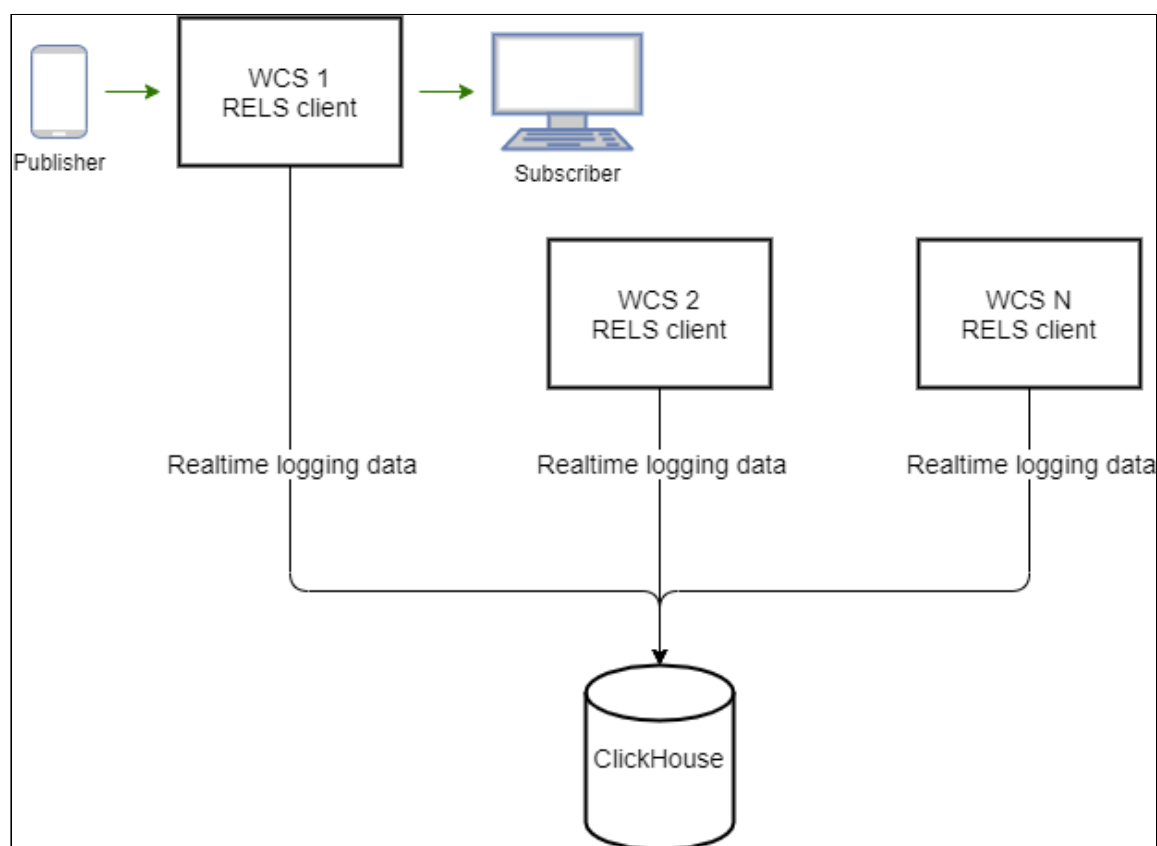 WCS 1
RELS client
Publisher
Subscriber
WCS 2
RELS client
WCS N
RELS client
Realtime logging data
Realtime logging data
Realtime logging data
ClickHouse